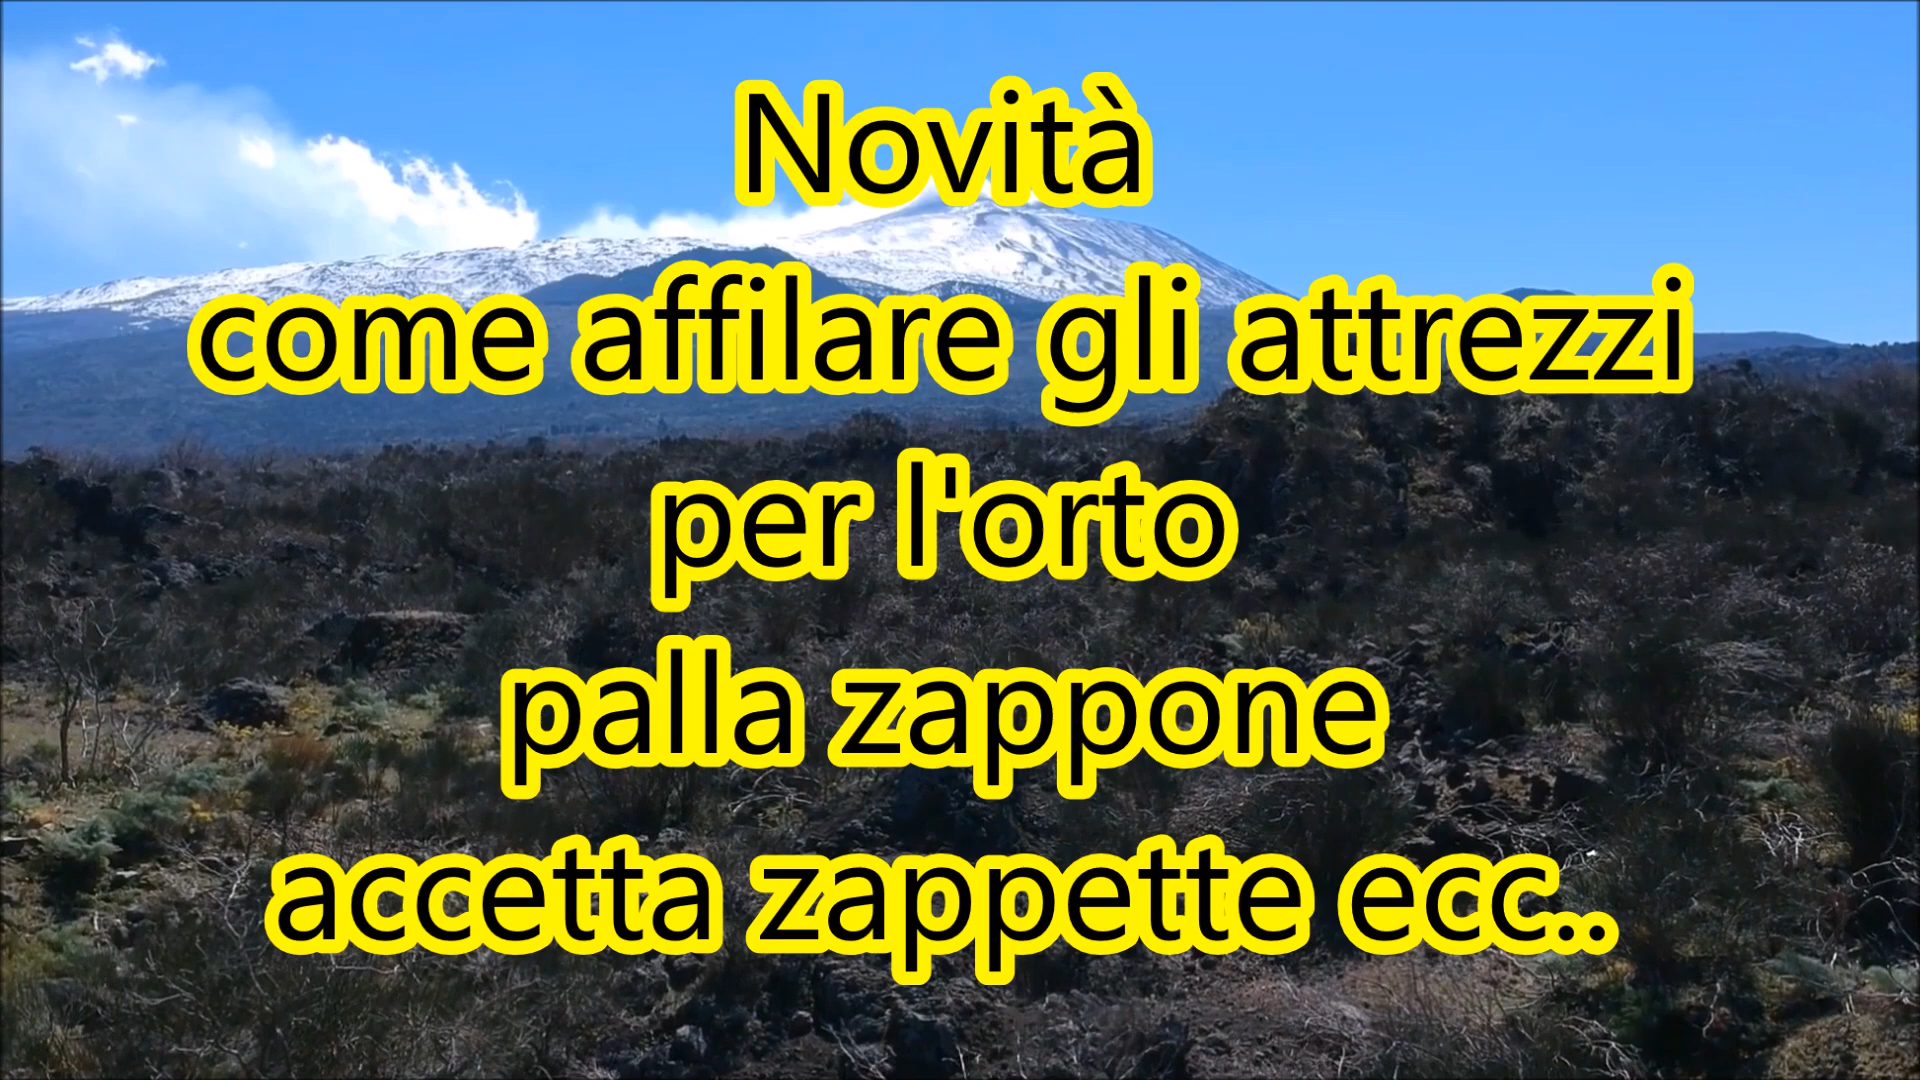 Novità
come affilare gli attrezzi
per l'orto
palla zappone
accetta zappette ecc..